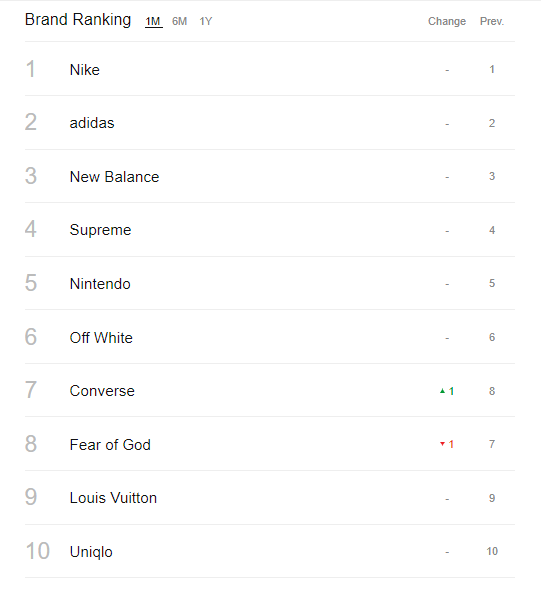 Brand Ranking 1M 6M 1Y Change Prev.
1 Nike - 1
2 adidas - 2
3 New Balance - 3
4 Supreme - 4
5 Nintendo - 5
6 Off White - 6
7 Converse ▲ 1 8
8 Fear of God ▼ 1 7
9 Louis Vuitton - 9
10 Uniqlo - 10